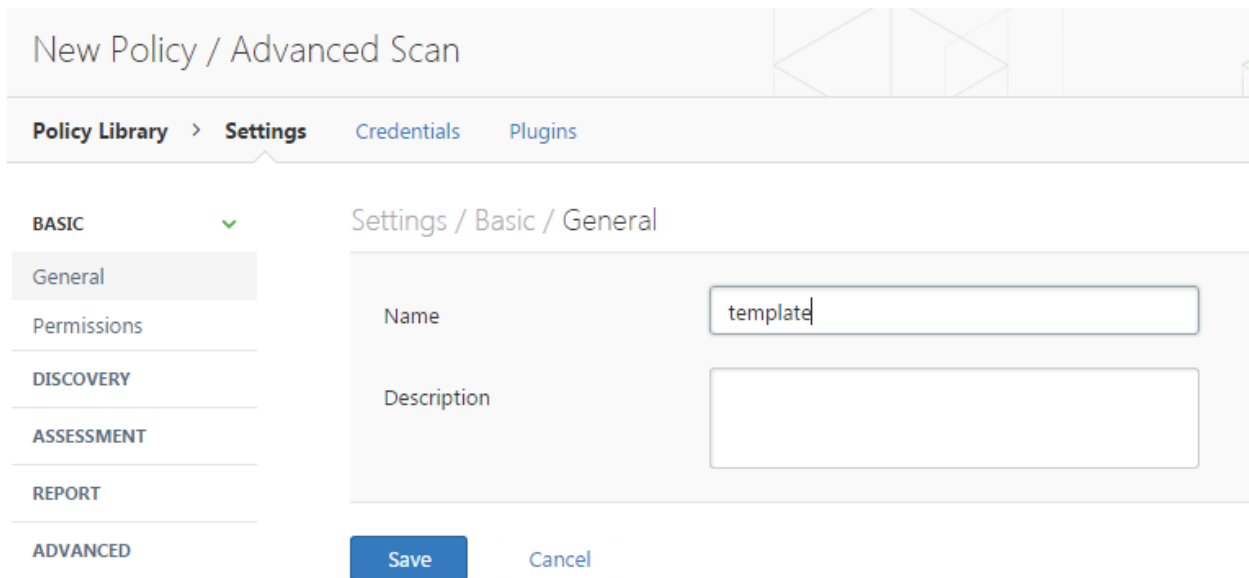 New Policy / Advanced Scan
Policy Library > Settings Credentials Plugins
BASIC
General
Permissions
DISCOVERY
ASSESSMENT
REPORT
ADVANCED
Settings / Basic / General
Name template
Description
Save Cancel